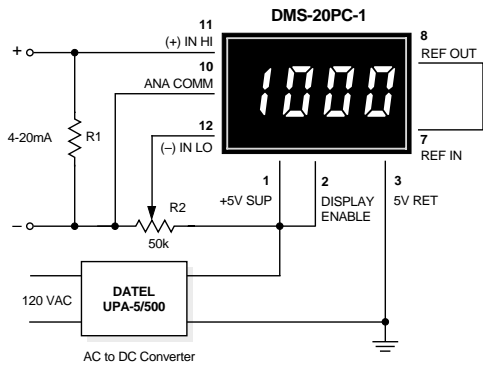 DMS-20PC-1
11
(+) IN HI
10
ANA COMM
12
(–) IN LO
1000
8
REF OUT
7
REF IN
+
4-20mA
R1
–
R2
50k
1
+5V SUP
2
DISPLAY
ENABLE
3
5V RET
120 VAC
DATEL
UPA-5/500
AC to DC Converter